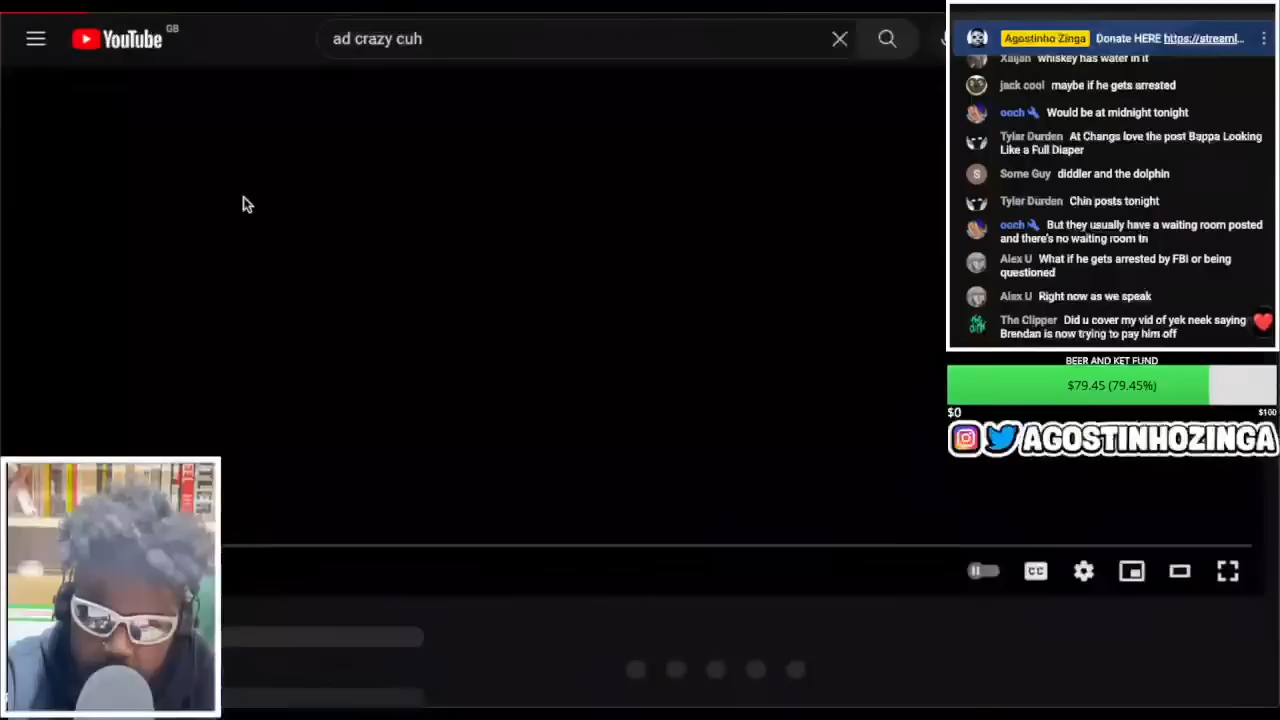 YouTube GB
ad crazy cuh
Agostinho Zinga Donate HERE https://streaml...
Xaijan whiskey has water in it
jack cool maybe if he gets arrested
ooch Would be at midnight tonight
Tyler Durden At Changs love the post Bappa Looking
Like a Full Diaper
S Some Guy diddler and the dolphin
Tyler Durden Chin posts tonight
ooch But they usually have a waiting room posted
and there's no waiting room tn
Alex U What if he gets arrested by FBI or being
questioned
Alex U Right now as we speak
The Clipper Did u cover my vid of yek neek saying
Brendan is now trying to pay him off
BEER AND KET FUND
$79.45 (79.45%)
$0 $100
AGOSTINHOZINGA
CC